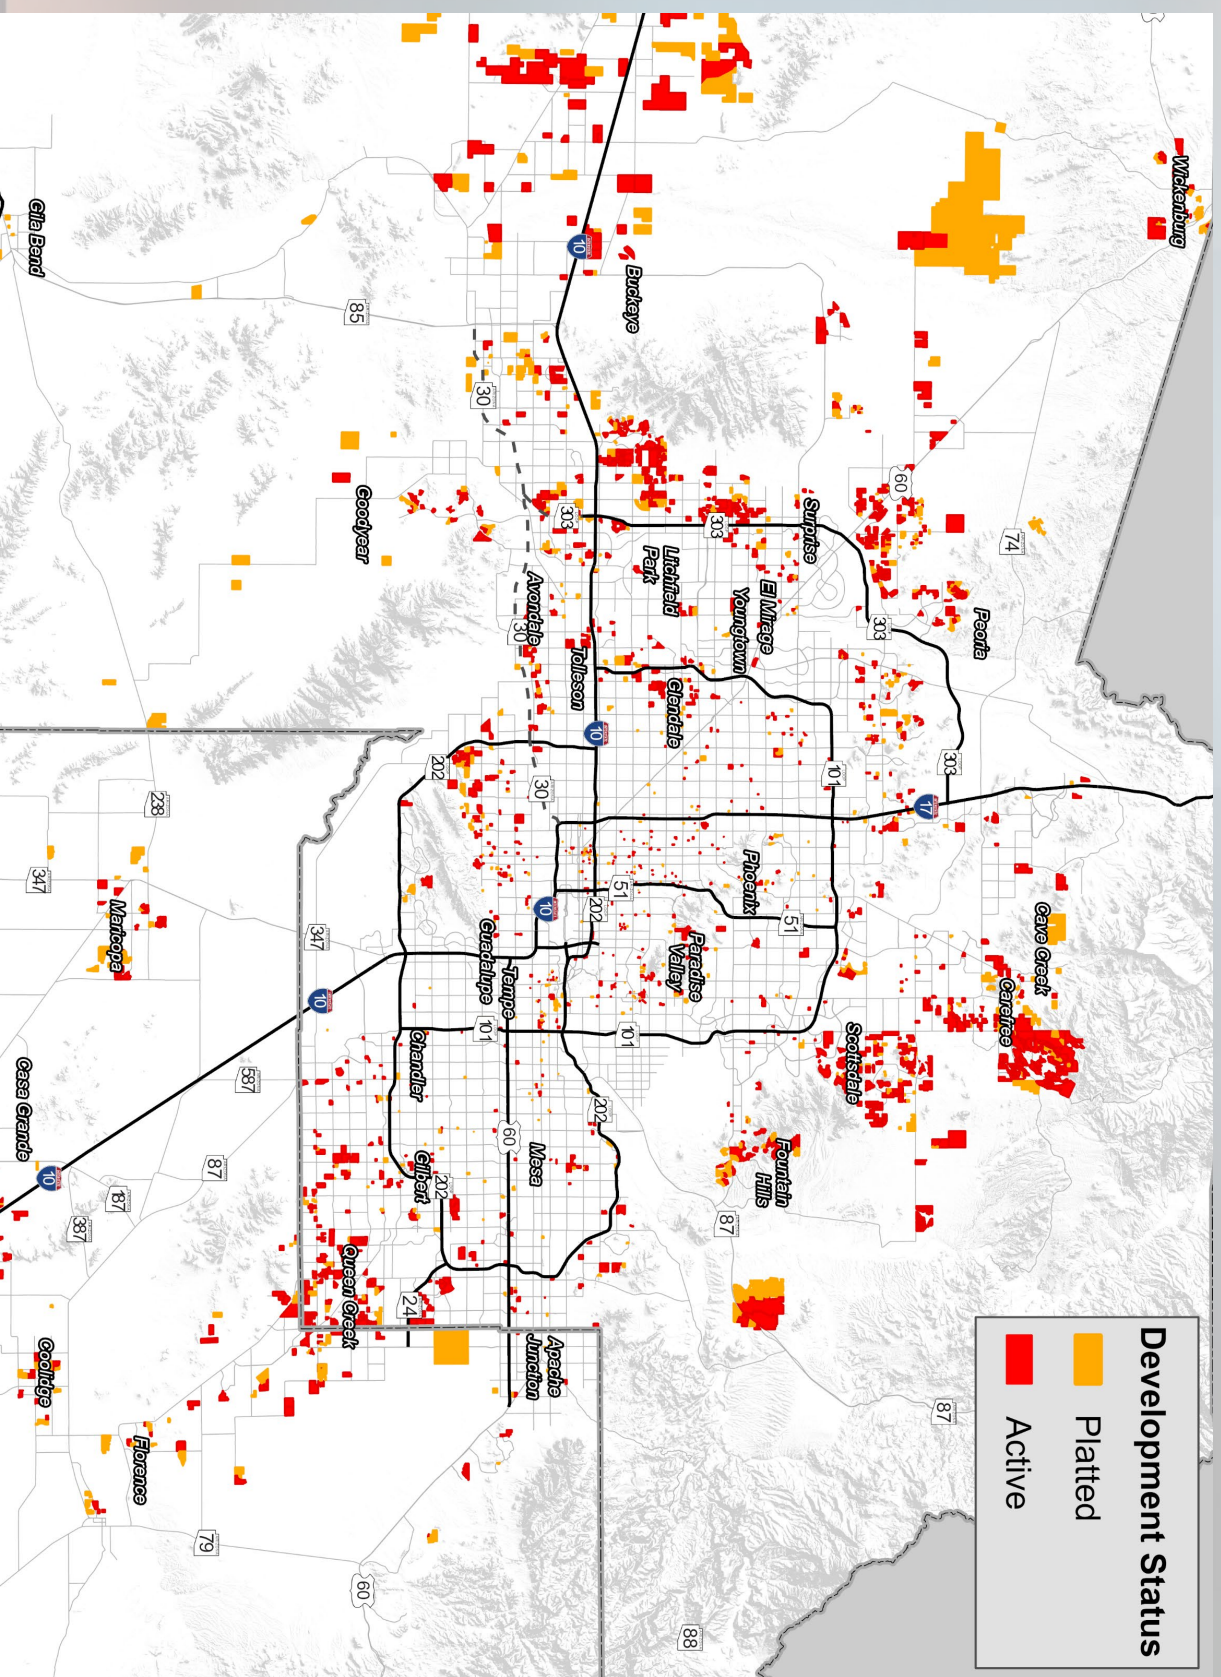 Development Status
Platted
Active
Wickenburg
Cave Creek
74
Carefree
Peoria
303
87
17
60
303
Scottsdale
101
Surprise
51
Fountain
Hills
El Mirage
Phoenix
Youngtown
87
303
88
Paradise
Valley
Glendale
Litchfield
Park
Buckeye
101
51
202
10
202
10
Tolleson
303
Apache
Junction
10
30
Mesa
Avondale
30
Tempe
60
Guadalupe
101
30
202
202
Gilbert
Chandler
24
60
Goodyear
85
Queen Creek
10
347
587
87
79
238
Florence
187
Maricopa
387
10
Coolidge
347
Gila Bend
Casa Grande